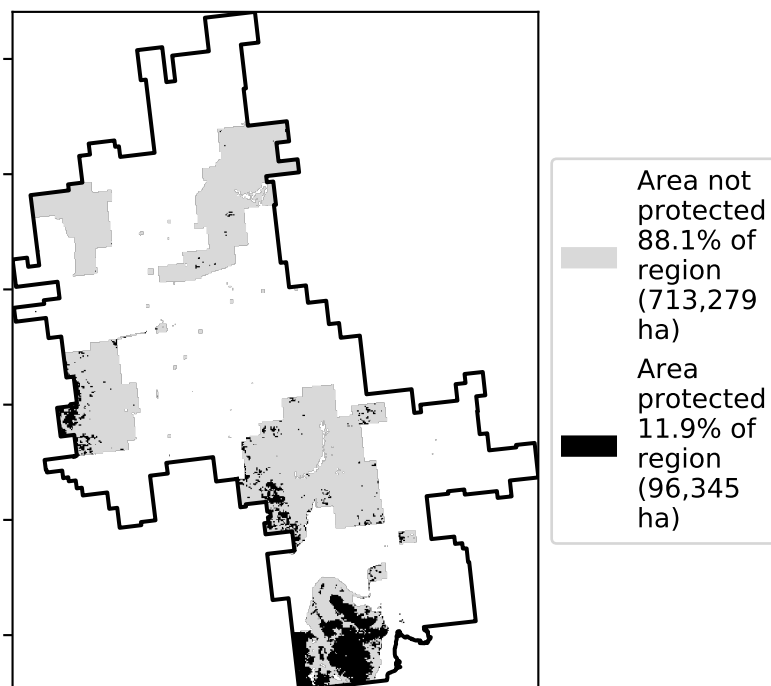 Area not
protected
88.1% of
region
(713,279
ha)
Area
protected
11.9% of
region
(96,345
ha)